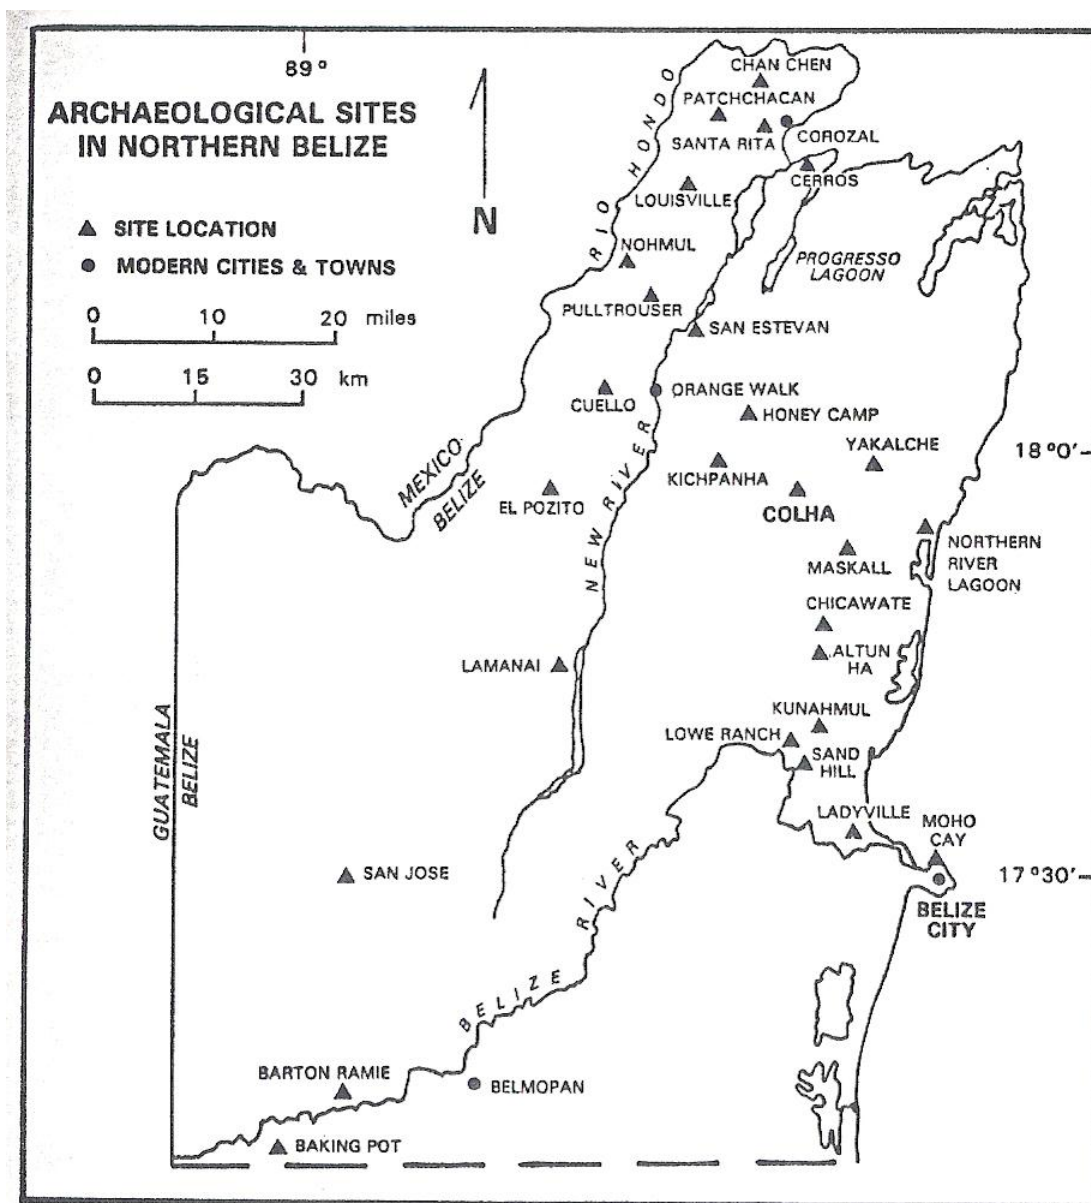 89°
ARCHAEOLOGICAL SITES
IN NORTHERN BELIZE
▲ SITE LOCATION
● MODERN CITIES & TOWNS
0 10 20 miles
0 15 30 km
N
RIO HONDO
CHAN CHEN
PATCHCHACAN
SANTA RITA
COROZAL
CERROS
LOUISVILLE
NOHMUL
PROGRESSO
LAGOON
PULLTROUSER
SAN ESTEVAN
CUELLO
ORANGE WALK
HONEY CAMP
YAKALCHE
18°0'
MEXICO
BELIZE
KICHPANHA
EL POZITO
COLHA
NEW RIVER
MASKALL
NORTHERN
RIVER
LAGOON
CHICAWATE
ALTUN
HA
LAMANAI
KUNAHMUL
LOWE RANCH
SAND
HILL
GUATEMALA
BELIZE
LADYVILLE
MOHO
CAY
SAN JOSE
17°30'
BELIZE
CITY
BELIZE RIVER
BARTON RAMIE
BELMOPAN
BAKING POT